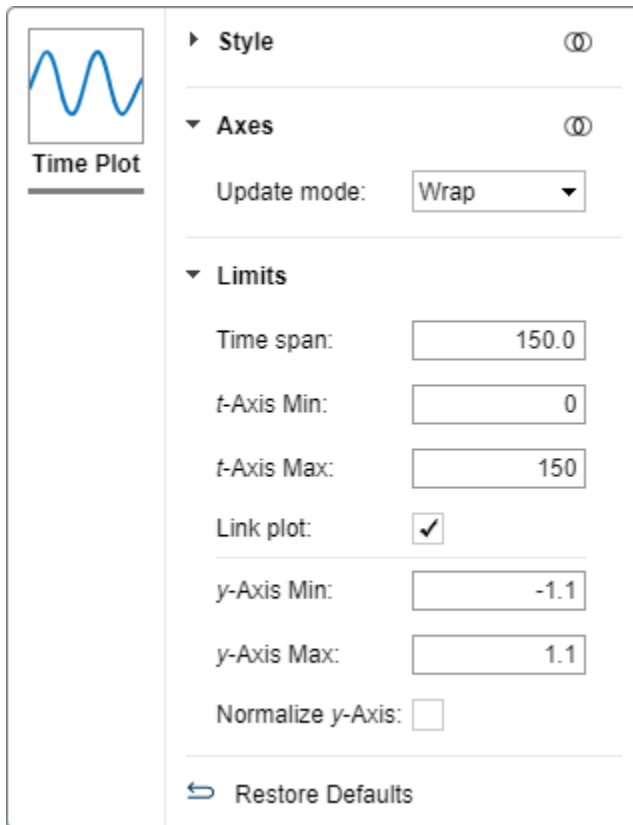 Time Plot
Style
Axes
Update mode: Wrap
Limits
Time span: 150.0
t-Axis Min: 0
t-Axis Max: 150
Link plot:
y-Axis Min: -1.1
y-Axis Max: 1.1
Normalize y-Axis:
Restore Defaults